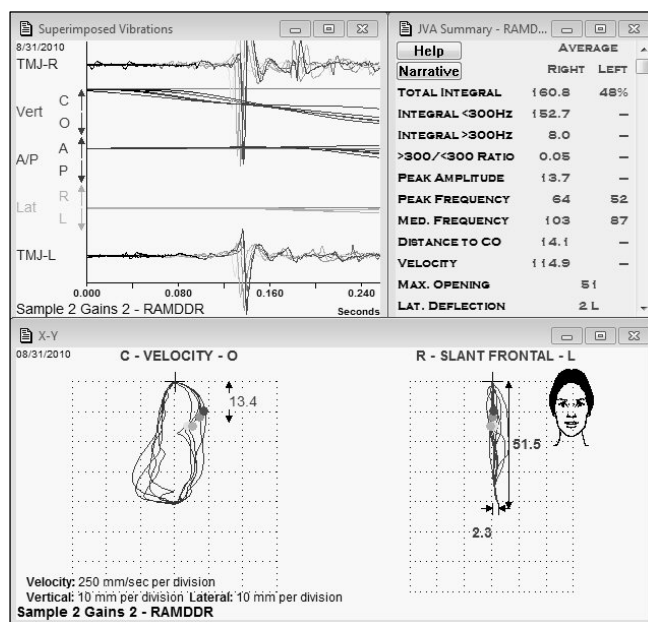 Superimposed Vibrations
8/31/2010
TMJ-R
Vert C O
A/P A P
Lat R L
TMJ-L
0.000 0.080 0.160 0.240
Sample 2 Gains 2 - RAMDDR Seconds
JVA Summary - RAMD...
Help AVERAGE
Narrative RIGHT LEFT
TOTAL INTEGRAL 160.8 48%
INTEGRAL <300HZ 152.7 –
INTEGRAL >300HZ 8.0 –
>300/<300 RATIO 0.05 –
PEAK AMPLITUDE 13.7 –
PEAK FREQUENCY 64 52
MED. FREQUENCY 103 87
DISTANCE TO CO 14.1 –
VELOCITY 114.9 –
MAX. OPENING 51
LAT. DEFLECTION 2 L
X-Y
08/31/2010
C - VELOCITY - O
13.4
R - SLANT FRONTAL - L
51.5
2.3
Velocity: 250 mm/sec per division
Vertical: 10 mm per division Lateral: 10 mm per division
Sample 2 Gains 2 - RAMDDR